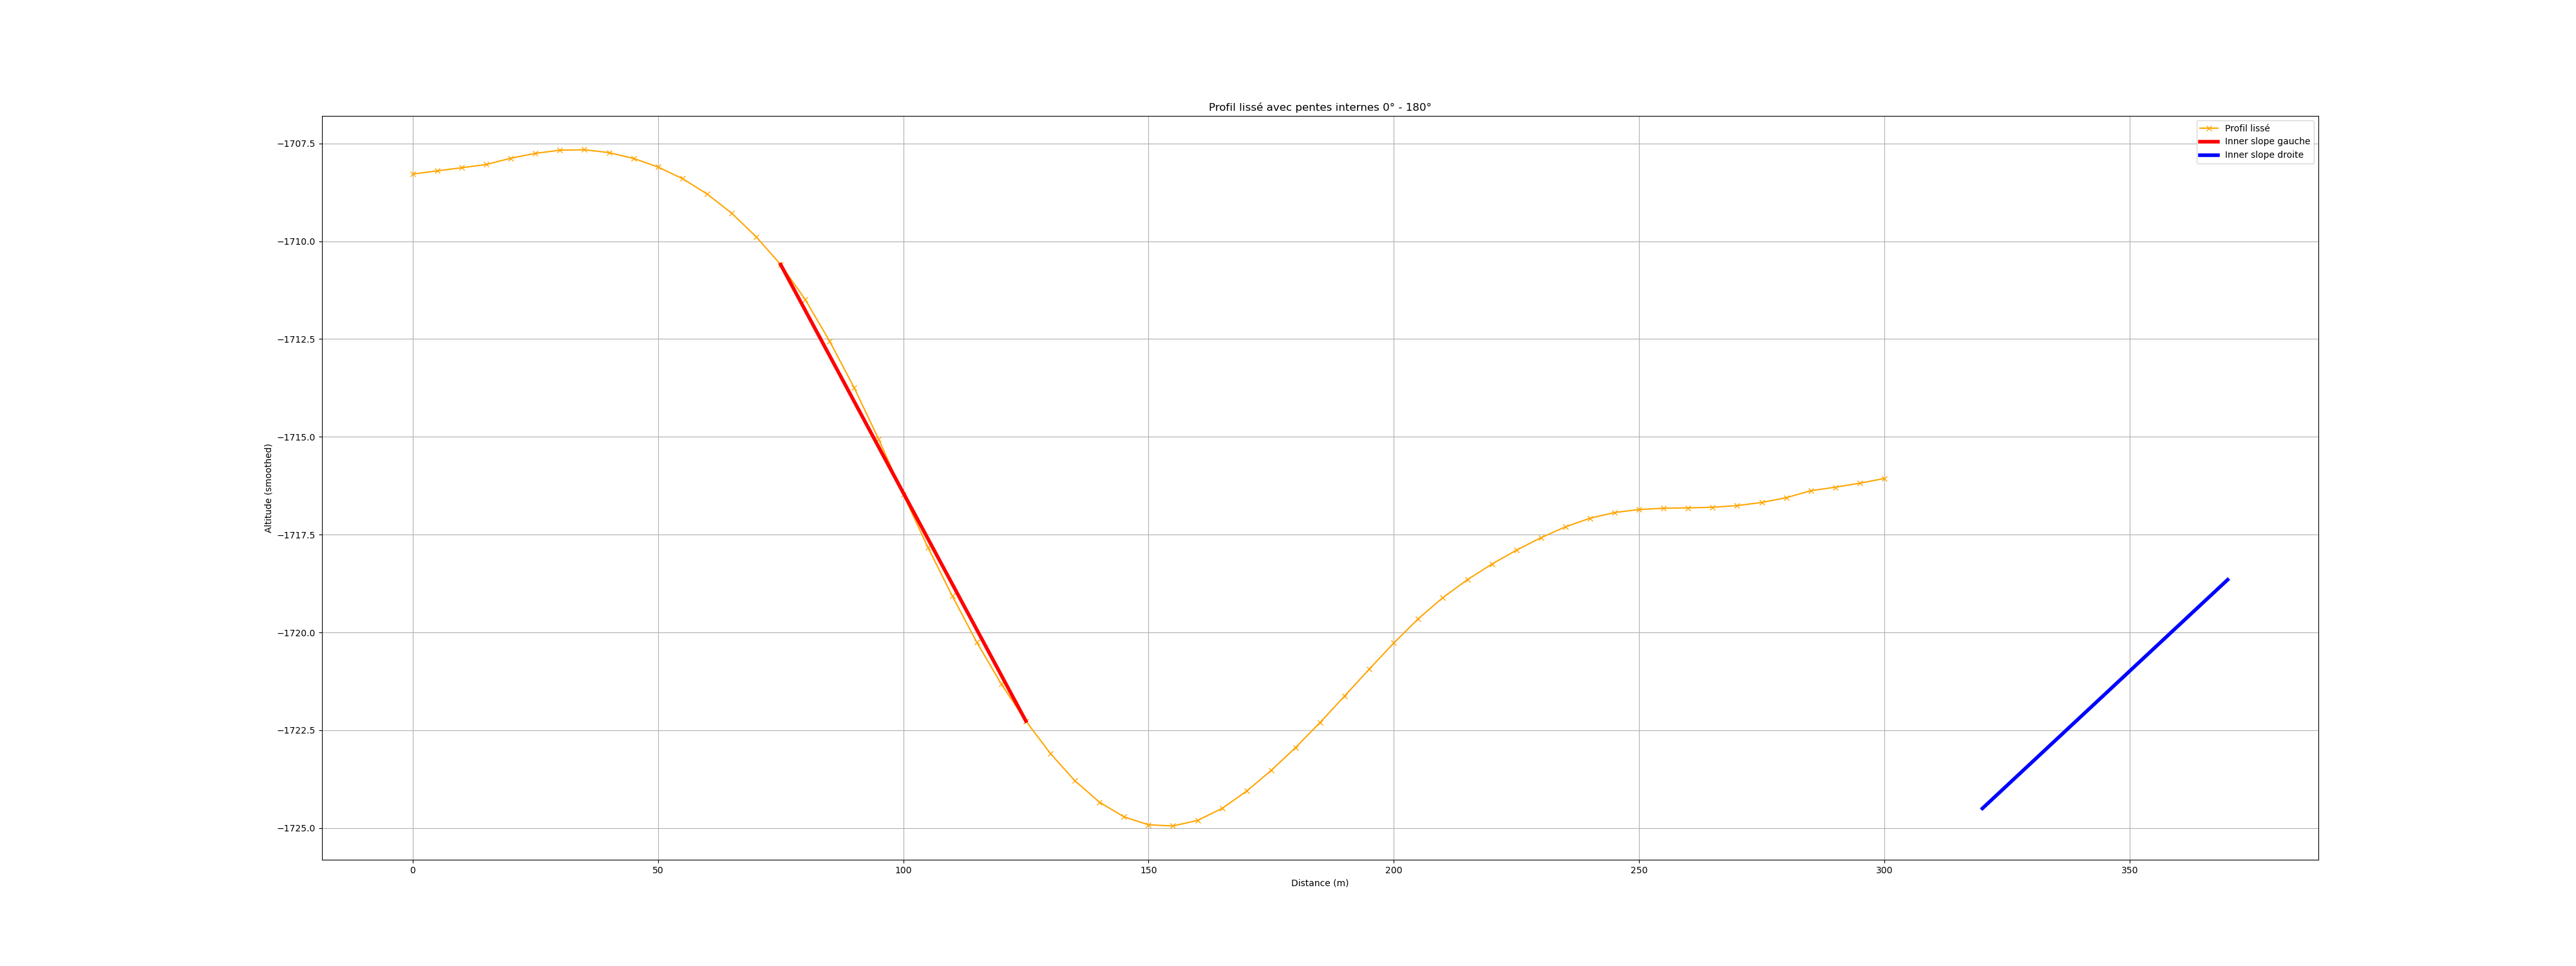 Profil lissé avec pentes internes 0° - 180°
Profil lissé
Inner slope gauche
Inner slope droite
−1707.5
−1710.0
−1712.5
−1715.0
−1717.5
−1720.0
−1722.5
−1725.0
Altitude (smoothed)
0 50 100 150 200 250 300 350
Distance (m)